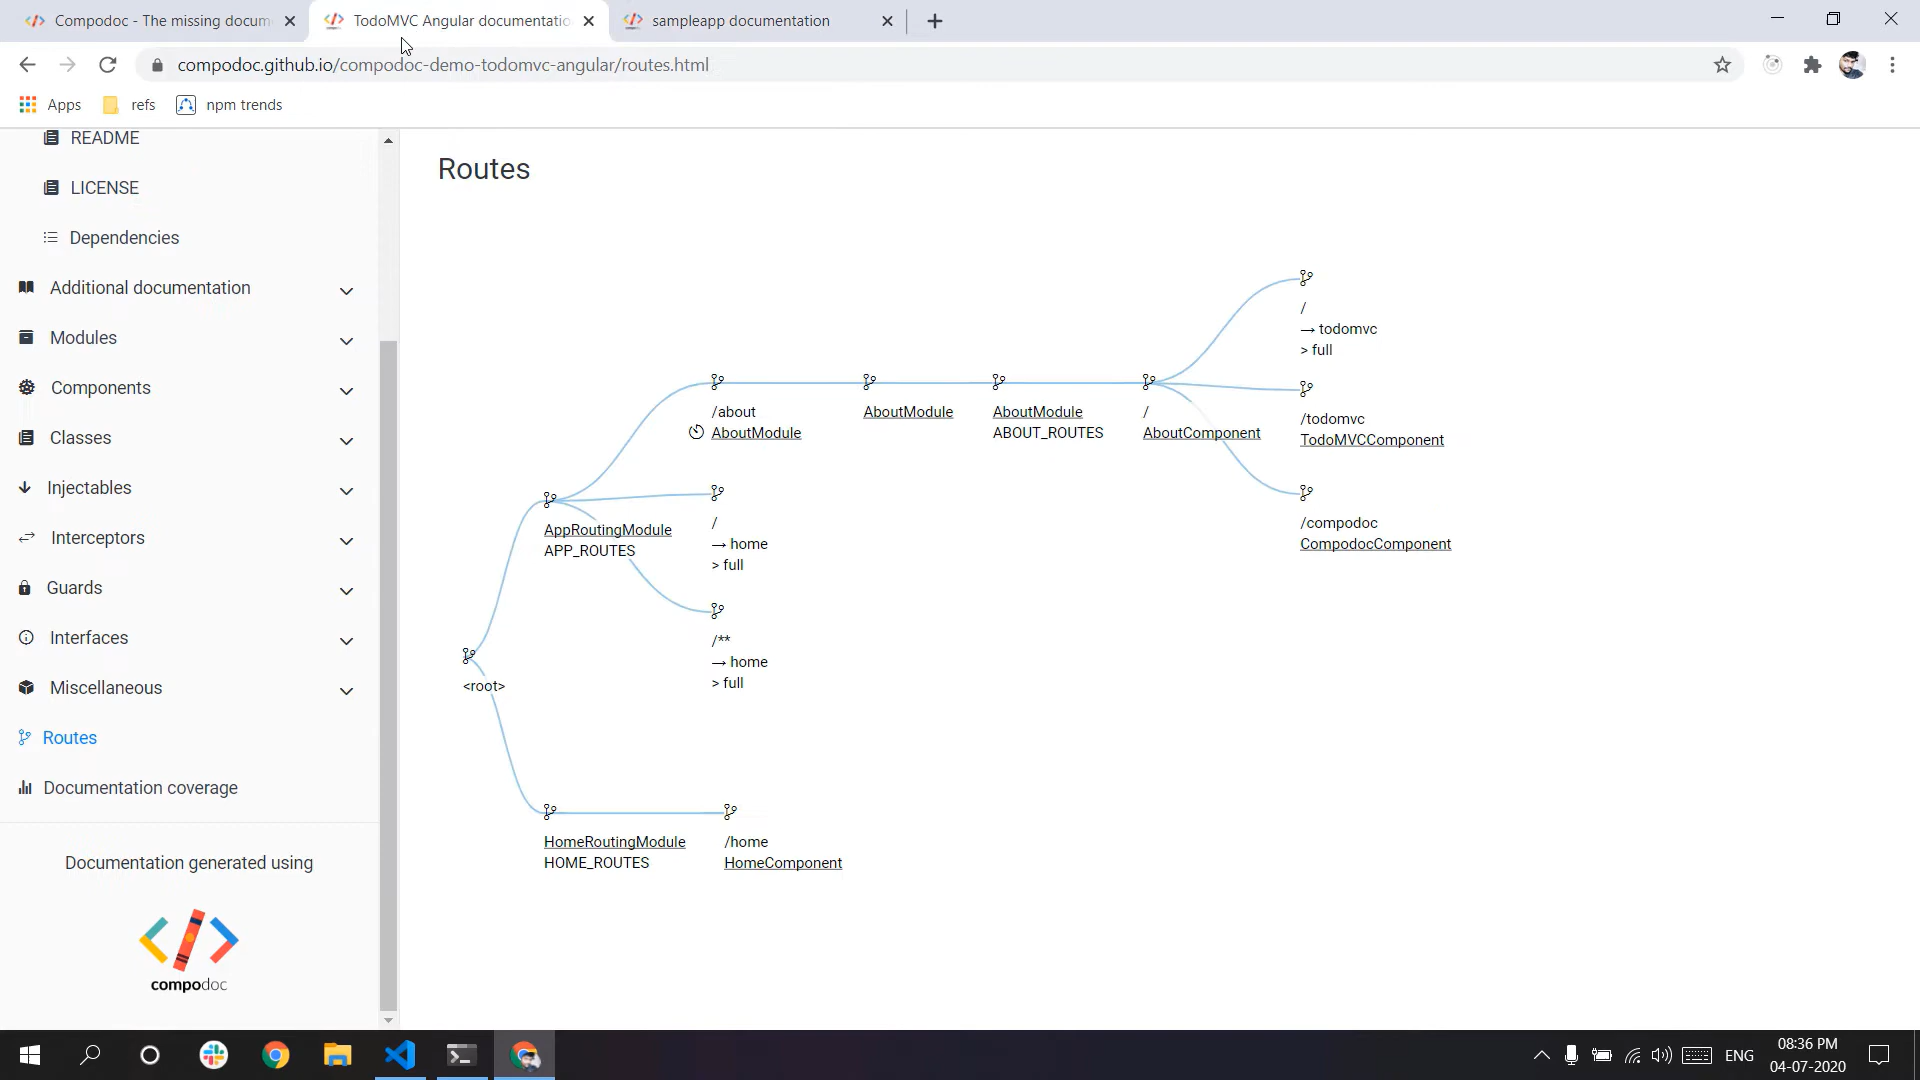 Compodoc - The missing docum
TodoMVC Angular documentatio
sampleapp documentation
compodoc.github.io/compodoc-demo-todomvc-angular/routes.html
Apps
refs
npm trends
README
LICENSE
Dependencies
Additional documentation
Modules
Components
Classes
Injectables
Interceptors
Guards
Interfaces
Miscellaneous
Routes
Documentation coverage
Documentation generated using
compodoc
Routes
<root>
AppRoutingModule
APP_ROUTES
/about
AboutModule
AboutModule
AboutModule
ABOUT_ROUTES
/
AboutComponent
/
→ todomvc
> full
/todomvc
TodoMVCComponent
/compodoc
CompodocComponent
/
→ home
> full
/**
→ home
> full
HomeRoutingModule
HOME_ROUTES
/home
HomeComponent
ENG
08:36 PM
04-07-2020